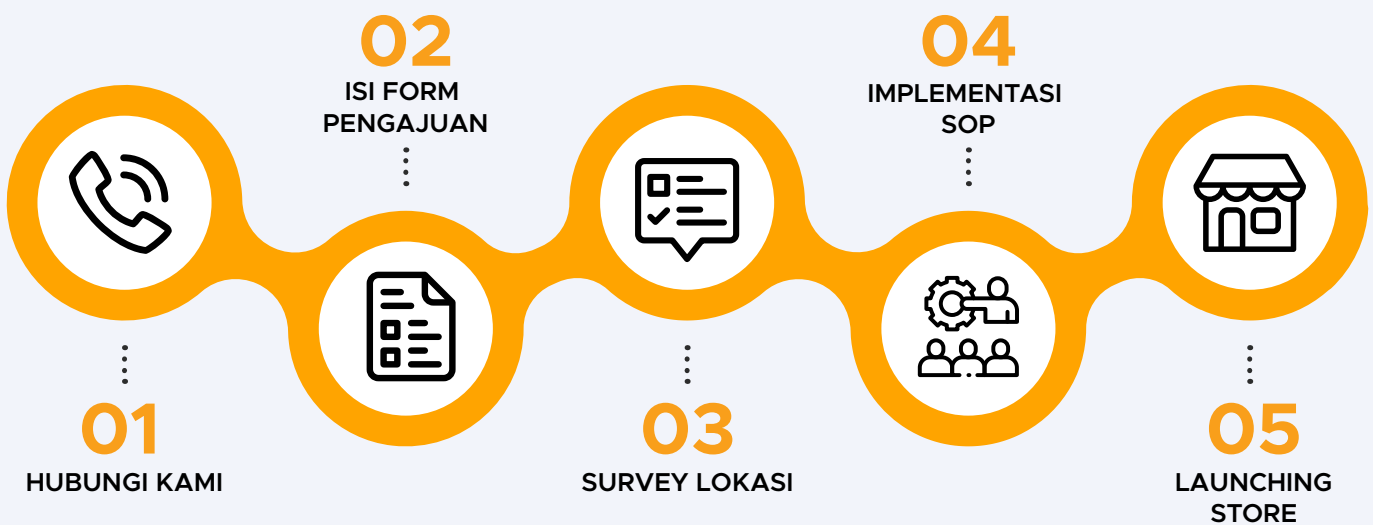 01
HUBUNGI KAMI
02
ISI FORM
PENGAJUAN
03
SURVEY LOKASI
04
IMPLEMENTASI
SOP
05
LAUNCHING
STORE